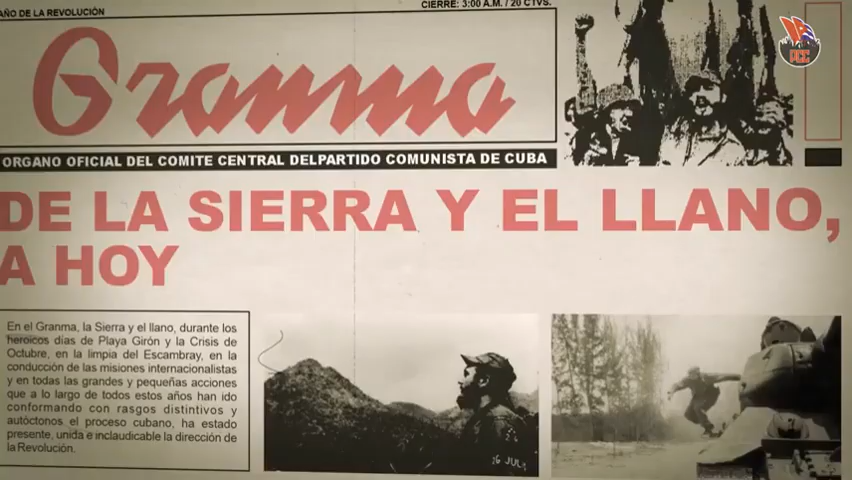 AÑO DE LA REVOLUCIÓN
CIERRE: 3:00 A.M. / 20 CTVS.
Granma
PCC
ORGANO OFICIAL DEL COMITE CENTRAL DELPARTIDO COMUNISTA DE CUBA
DE LA SIERRA Y EL LLANO,
A HOY
En el Granma, la Sierra y el llano, durante los
heroicos días de Playa Girón y la Crisis de
Octubre, en la limpia del Escambray, en la
conducción de las misiones internacionalistas
y en todas las grandes y pequeñas acciones
que a lo largo de todos estos años han ido
conformando con rasgos distintivos y
autóctonos el proceso cubano, ha estado
presente, unida e inclaudicable la dirección de
la Revolución.
26 JUL